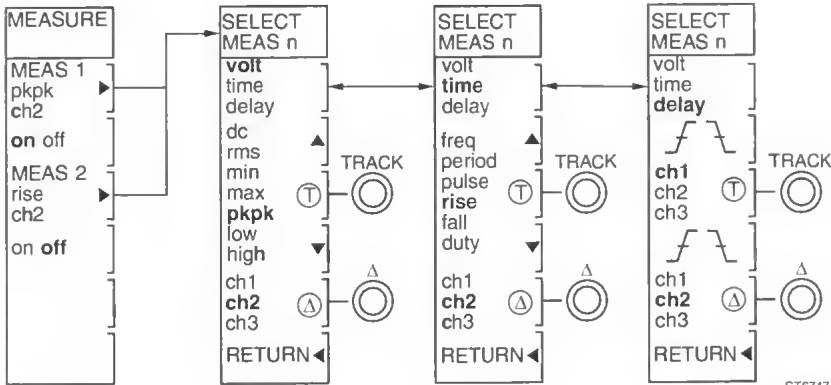 MEASURE
MEAS 1
pkpk
ch2
on off
MEAS 2
rise
ch2
on off
SELECT
MEAS n
volt
time
delay
dc
rms
min
max
pkpk
low
high
T
TRACK
ch1
ch2
ch3
Δ
Δ
RETURN
SELECT
MEAS n
volt
time
delay
freq
period
pulse
rise
fall
duty
T
TRACK
ch1
ch2
ch3
Δ
Δ
RETURN
SELECT
MEAS n
volt
time
delay
ch1
ch2
ch3
T
TRACK
ch1
ch2
ch3
Δ
Δ
RETURN